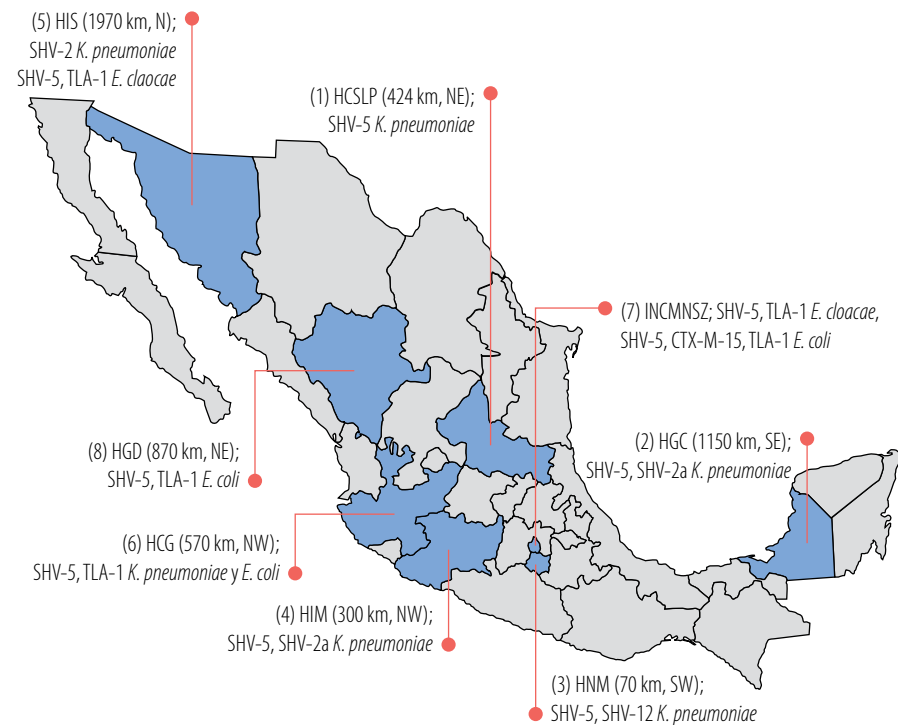 (5) HIS (1970 km, N);
SHV-2 K. pneumoniae
SHV-5, TLA-1 E. claocae
(1) HCSLP (424 km, NE);
SHV-5 K. pneumoniae
(7) INCMNSZ; SHV-5, TLA-1 E. cloacae,
SHV-5, CTX-M-15, TLA-1 E. coli
(2) HGC (1150 km, SE);
SHV-5, SHV-2a K. pneumoniae
(8) HGD (870 km, NE);
SHV-5, TLA-1 E. coli
(6) HCG (570 km, NW);
SHV-5, TLA-1 K. pneumoniae y E. coli
(4) HIM (300 km, NW);
SHV-5, SHV-2a K. pneumoniae
(3) HNM (70 km, SW);
SHV-5, SHV-12 K. pneumoniae